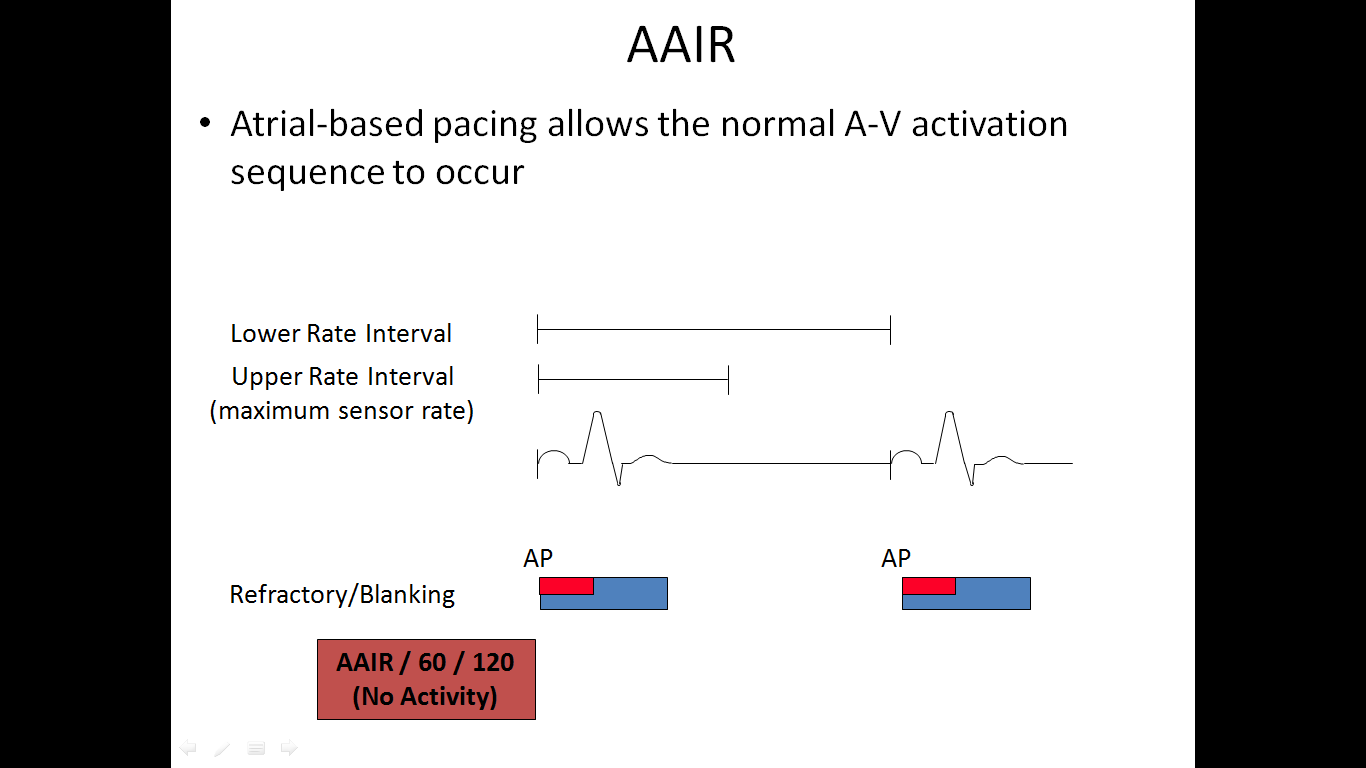 AAIR
• Atrial-based pacing allows the normal A-V activation
sequence to occur
Lower Rate Interval
Upper Rate Interval
(maximum sensor rate)
AP
AP
Refractory/Blanking
AAIR / 60 / 120
(No Activity)